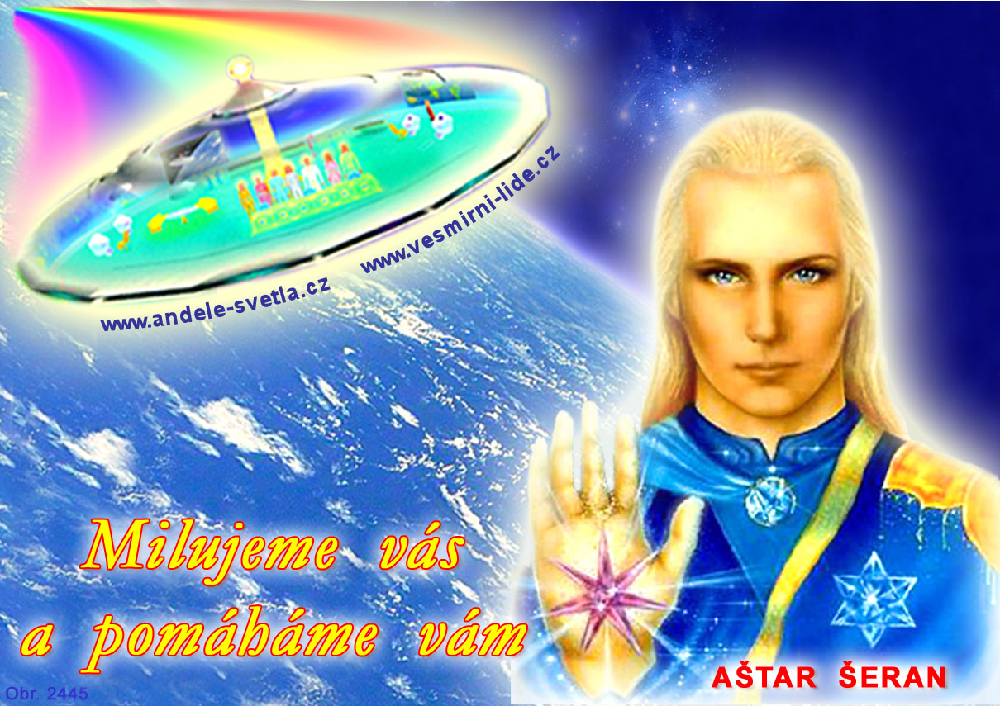 www.andele-svetla.cz
www.vesmirni-lide.cz
Milujeme vás
a pomáháme vám
AŠTAR ŠERAN
Obr. 2445